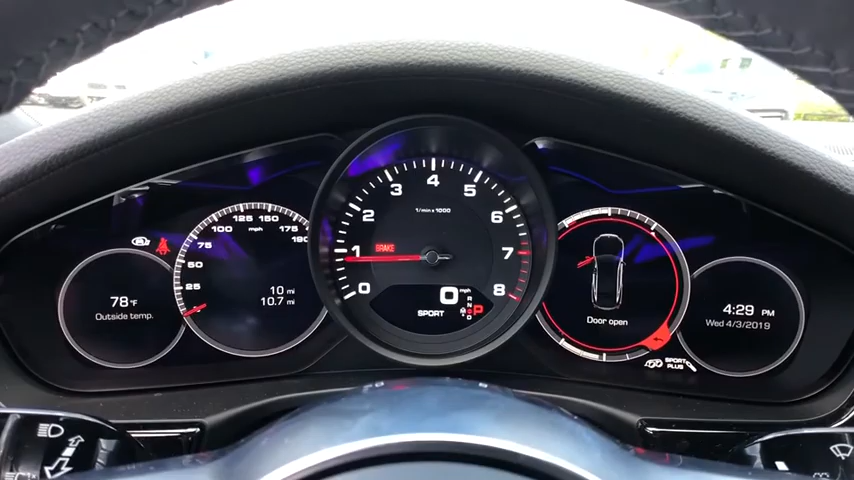 78°F
Outside temp.
25
50
75
100
125
150
175
190
mph
10 mi
10.7 mi
0
1
2
3
4
5
6
7
8
1/min x 1000
BRAKE
0 mph
SPORT
R
N
D
P
Door open
SPORT
PLUS
4:29 PM
Wed 4/3/2019